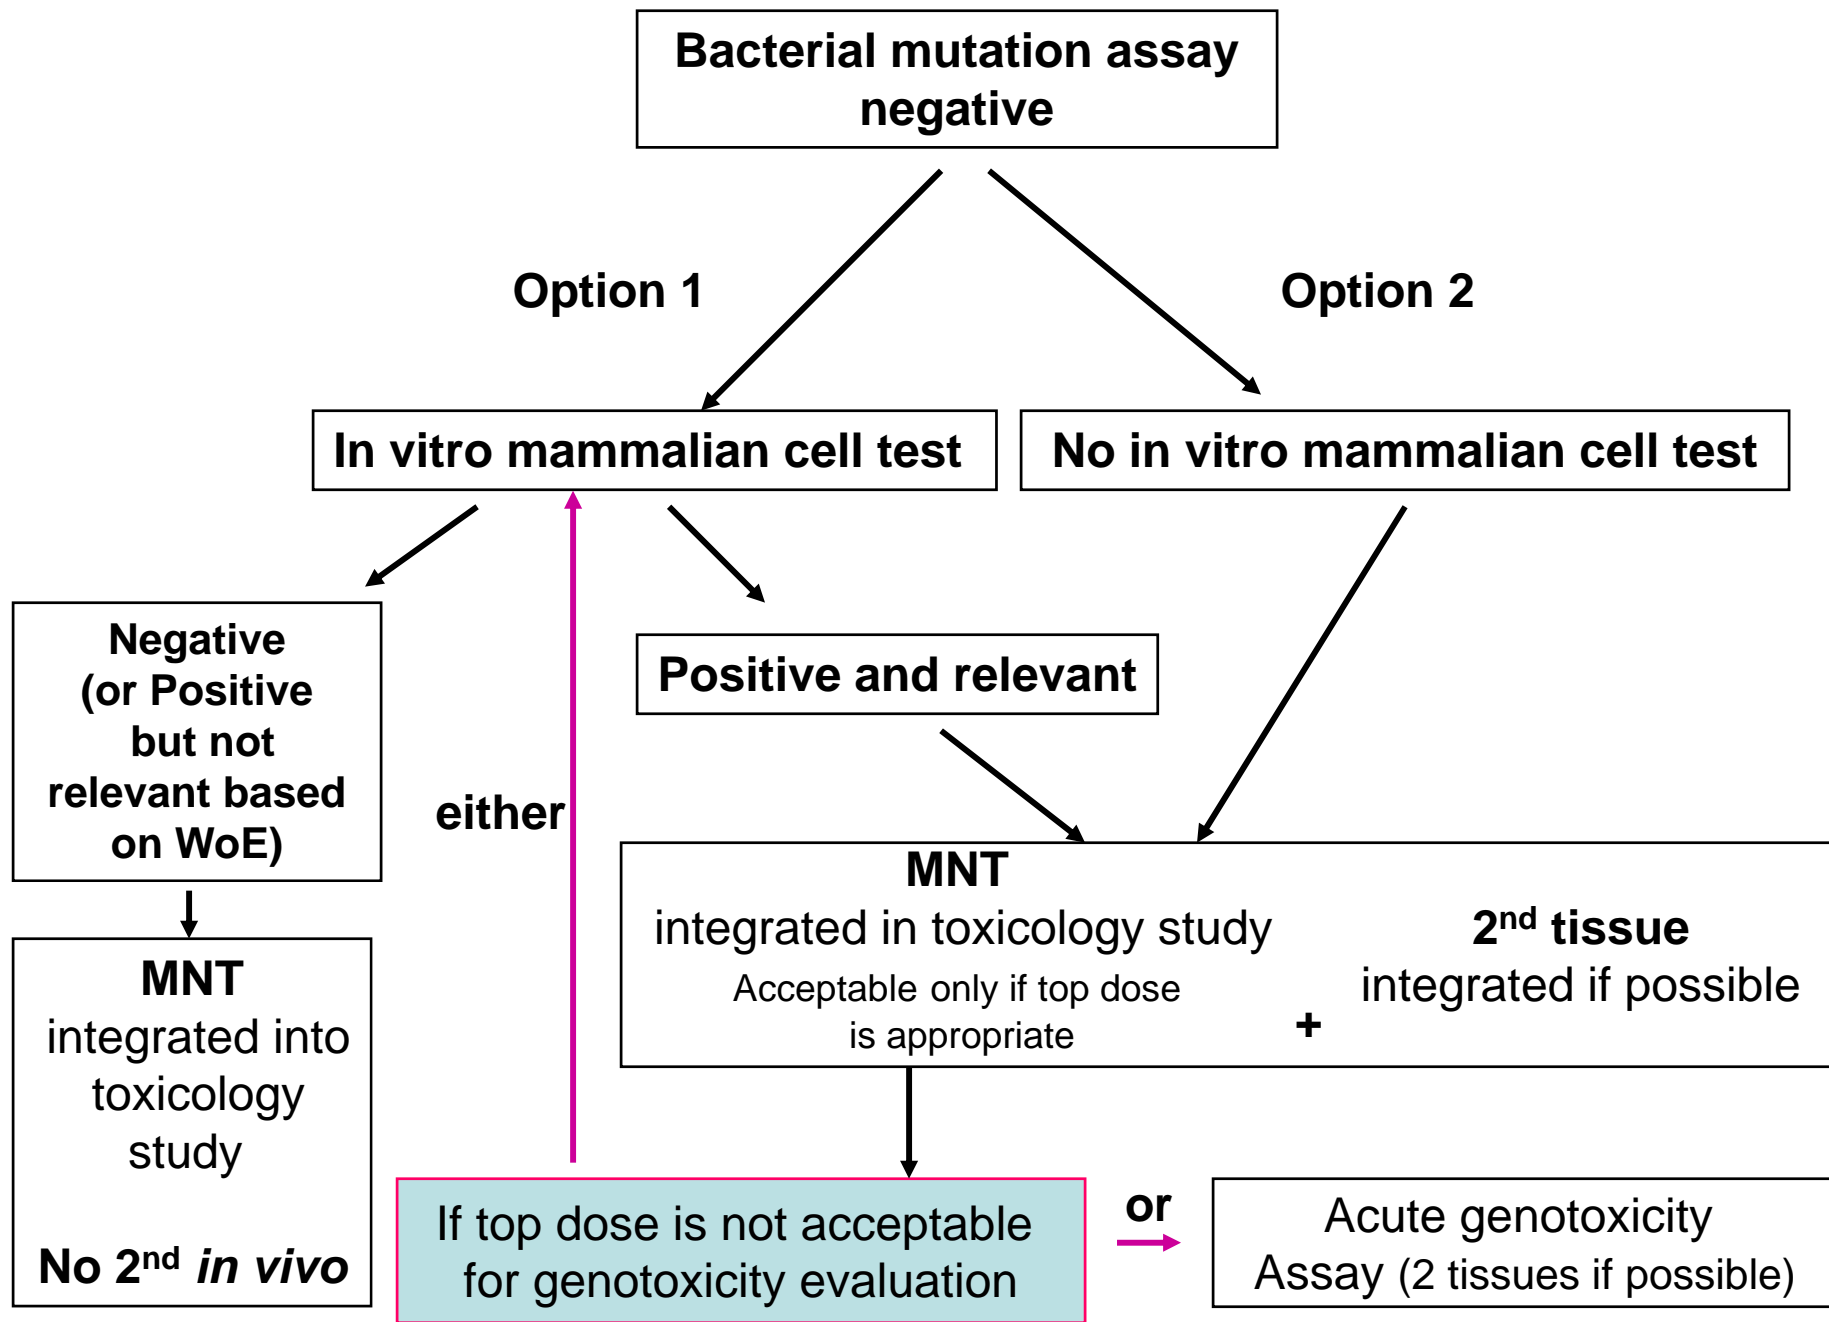 Bacterial mutation assay
negative
Option 1
Option 2
In vitro mammalian cell test
No in vitro mammalian cell test
Negative
(or Positive
but not
relevant based
on WoE)
Positive and relevant
either
MNT
integrated in toxicology study
Acceptable only if top dose
is appropriate
+
2nd tissue
integrated if possible
MNT
integrated into
toxicology
study
No 2nd in vivo
If top dose is not acceptable
for genotoxicity evaluation
or
Acute genotoxicity
Assay (2 tissues if possible)